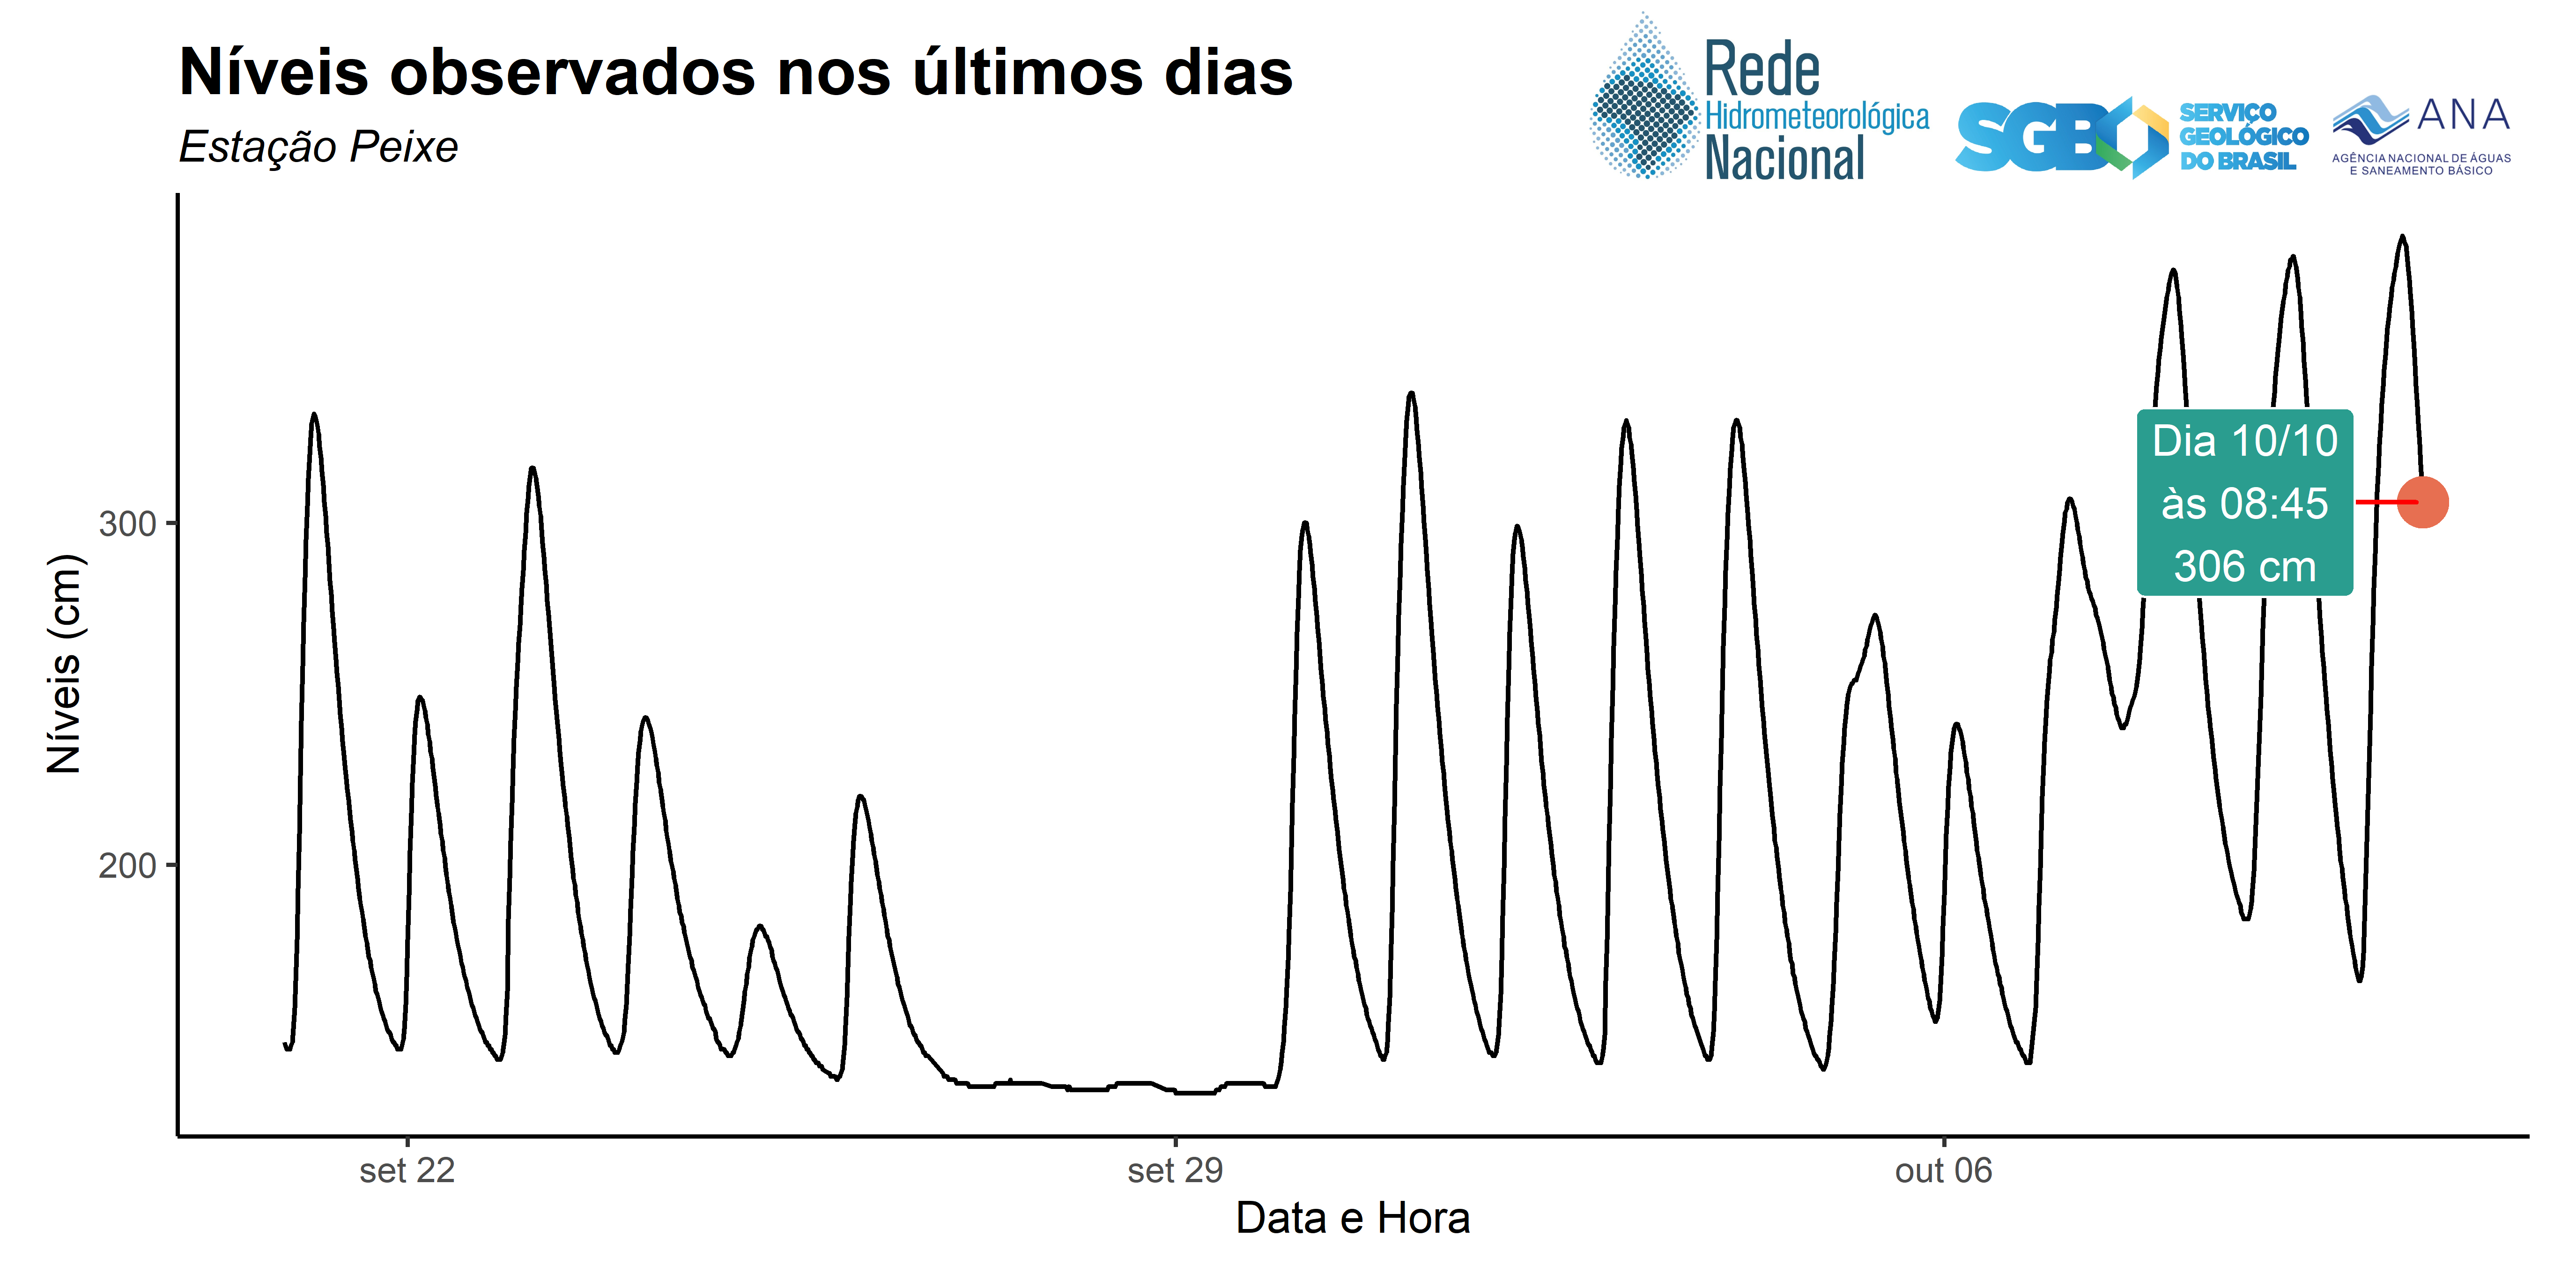 Níveis observados nos últimos dias
Estação Peixe
Rede
Hidrometeorológica
Nacional
SGB
SERVIÇO
GEOLÓGICO
DO BRASIL
ANA
AGÊNCIA NACIONAL DE ÁGUAS
E SANEAMENTO BÁSICO
Níveis (cm)
300
200
Dia 10/10
às 08:45
306 cm
set 22
set 29
out 06
Data e Hora